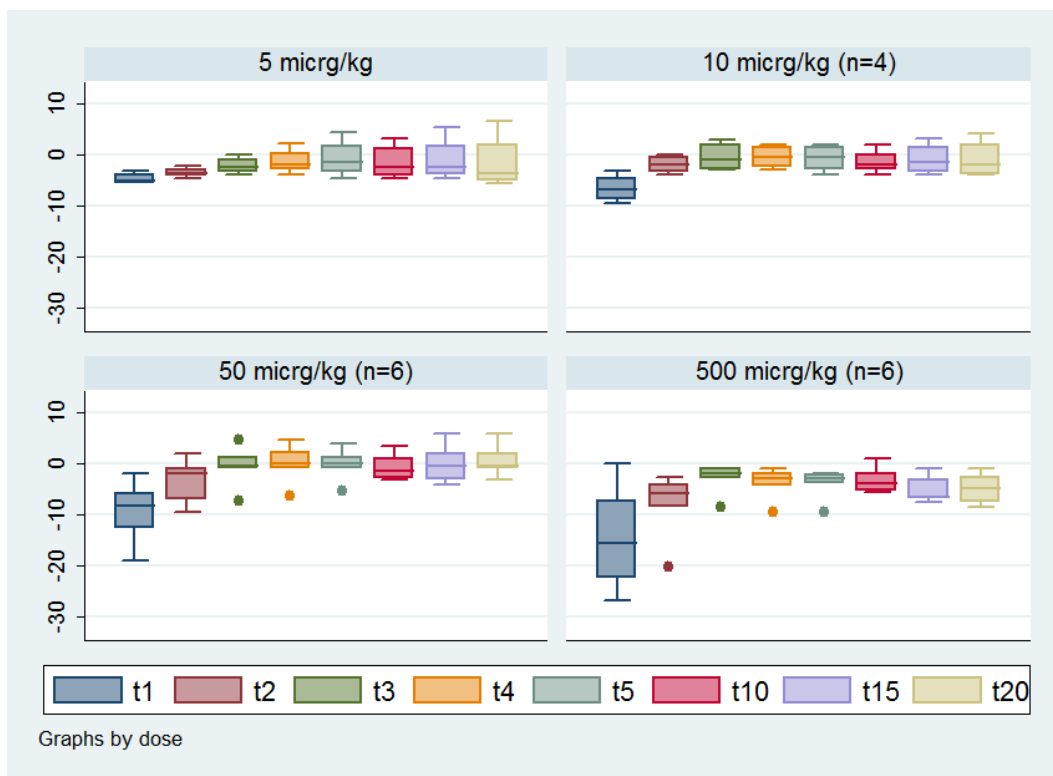 5 micrg/kg
10 micrg/kg (n=4)
10
0
-10
-20
-30
50 micrg/kg (n=6)
500 micrg/kg (n=6)
10
0
-10
-20
-30
t1 t2 t3 t4 t5 t10 t15 t20
Graphs by dose